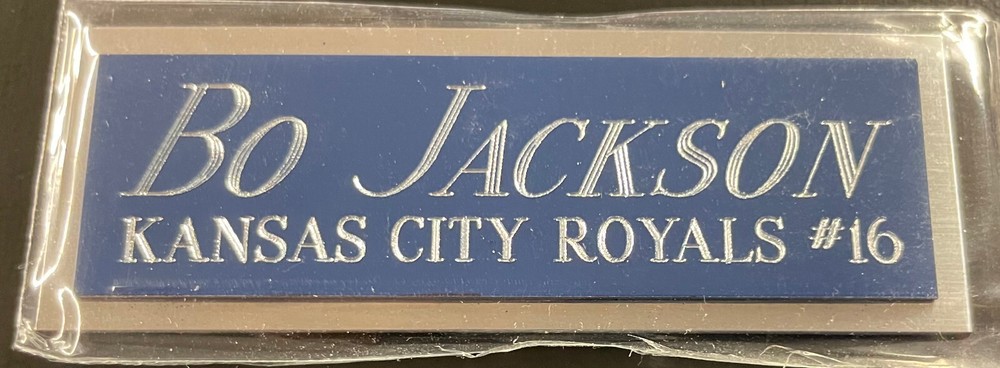 BO JACKSON
KANSAS CITY ROYALS #16